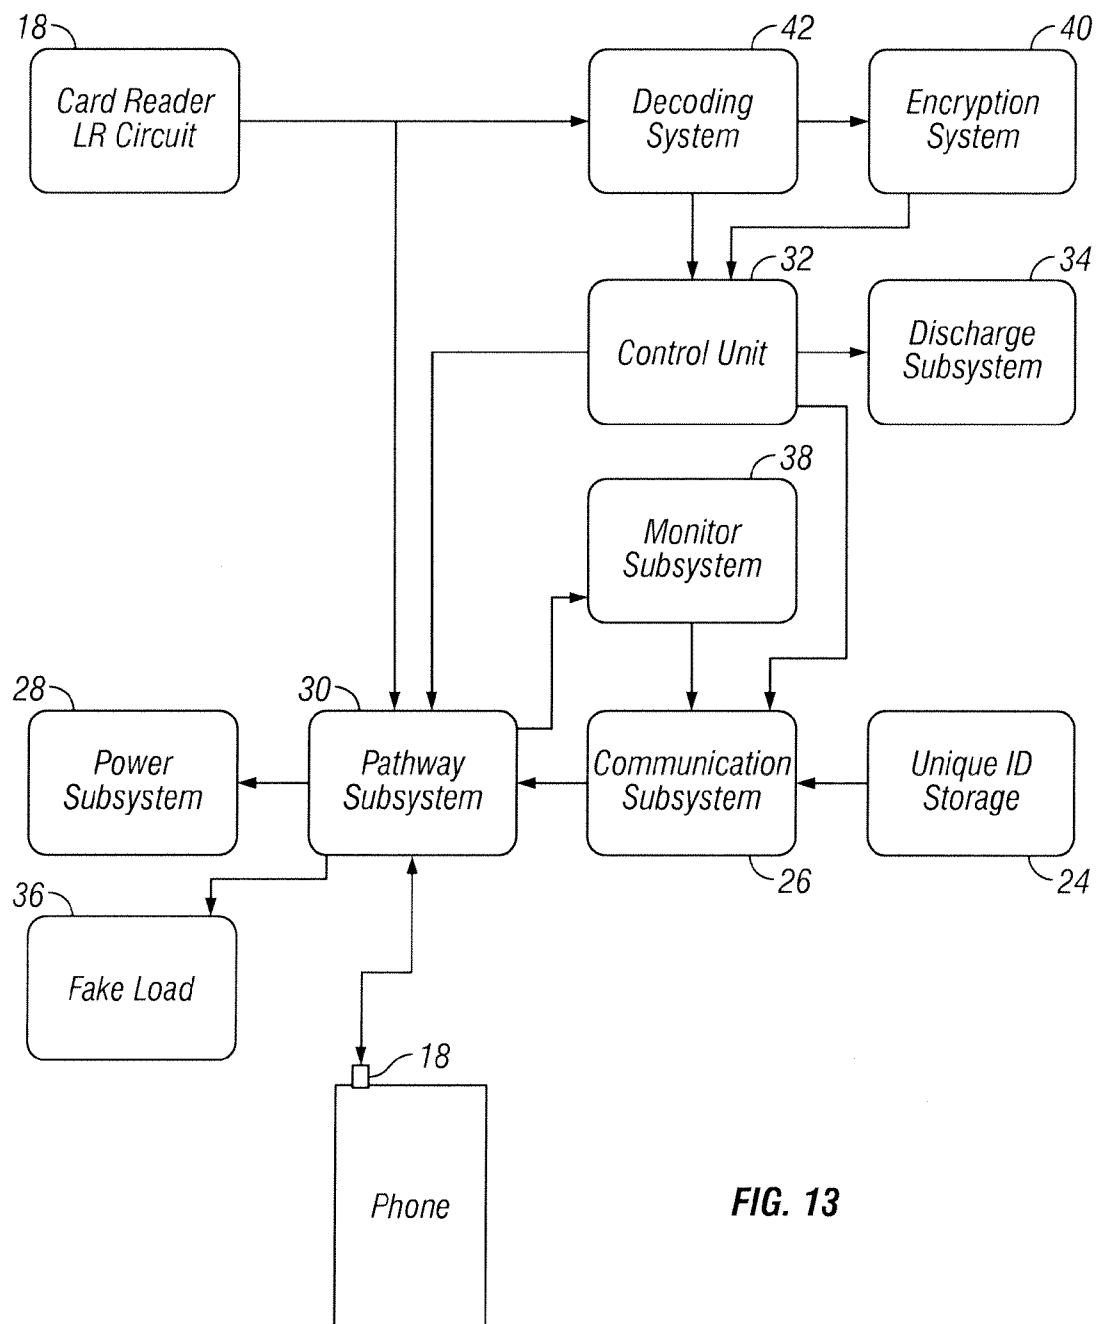 18
Card Reader
LR Circuit
42
Decoding
System
40
Encryption
System
32
Control Unit
34
Discharge
Subsystem
38
Monitor
Subsystem
28
Power
Subsystem
30
Pathway
Subsystem
Communication
Subsystem
26
Unique ID
Storage
24
36
Fake Load
18
Phone
FIG. 13